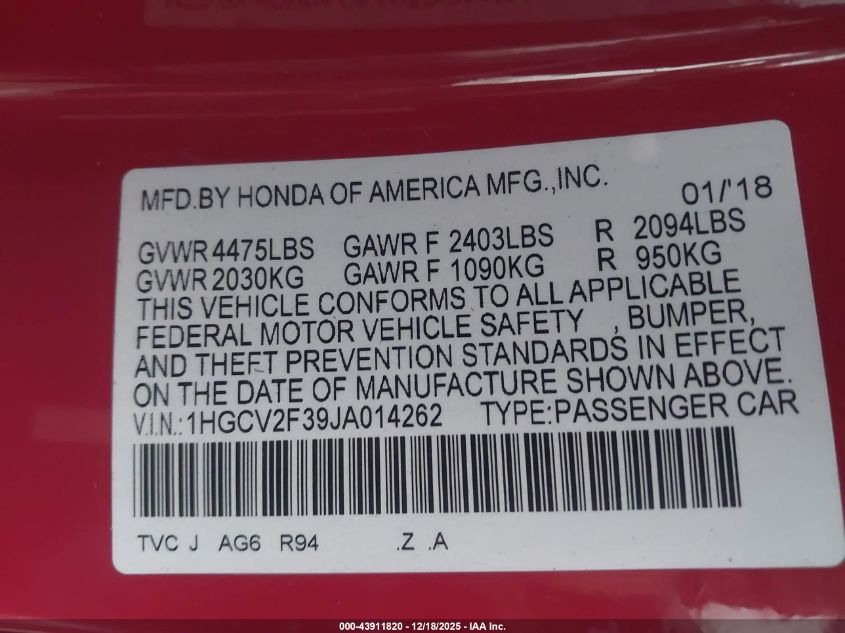 MFD.BY HONDA OF AMERICA MFG.,INC. 01/'18
GVWR 4475LBS GAWR F 2403LBS R 2094LBS
GVWR 2030KG GAWR F 1090KG R 950KG
THIS VEHICLE CONFORMS TO ALL APPLICABLE
FEDERAL MOTOR VEHICLE SAFETY , BUMPER,
AND THEFT PREVENTION STANDARDS IN EFFECT
ON THE DATE OF MANUFACTURE SHOWN ABOVE.
V.I.N.:1HGCV2F39JA014262 TYPE:PASSENGER CAR
TVC J AG6 R94 .Z .A
000-43911820 - 12/18/2025 - IAA Inc.